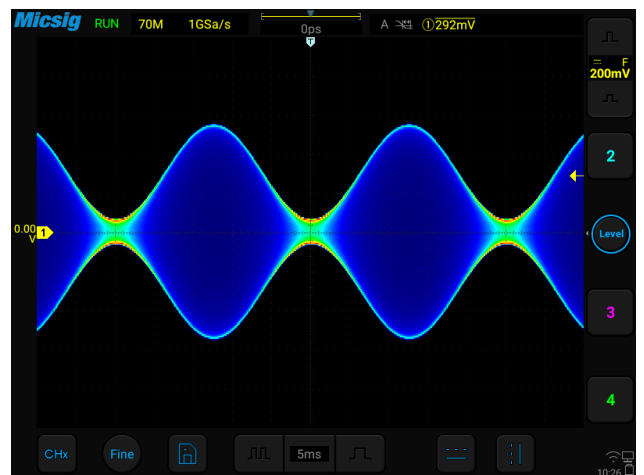 Micsig RUN 70M 1GSa/s 0ps A ①292mV
T
F
200mV
2
0.00 V 1
Level
3
4
CHx Fine 5ms
10:26